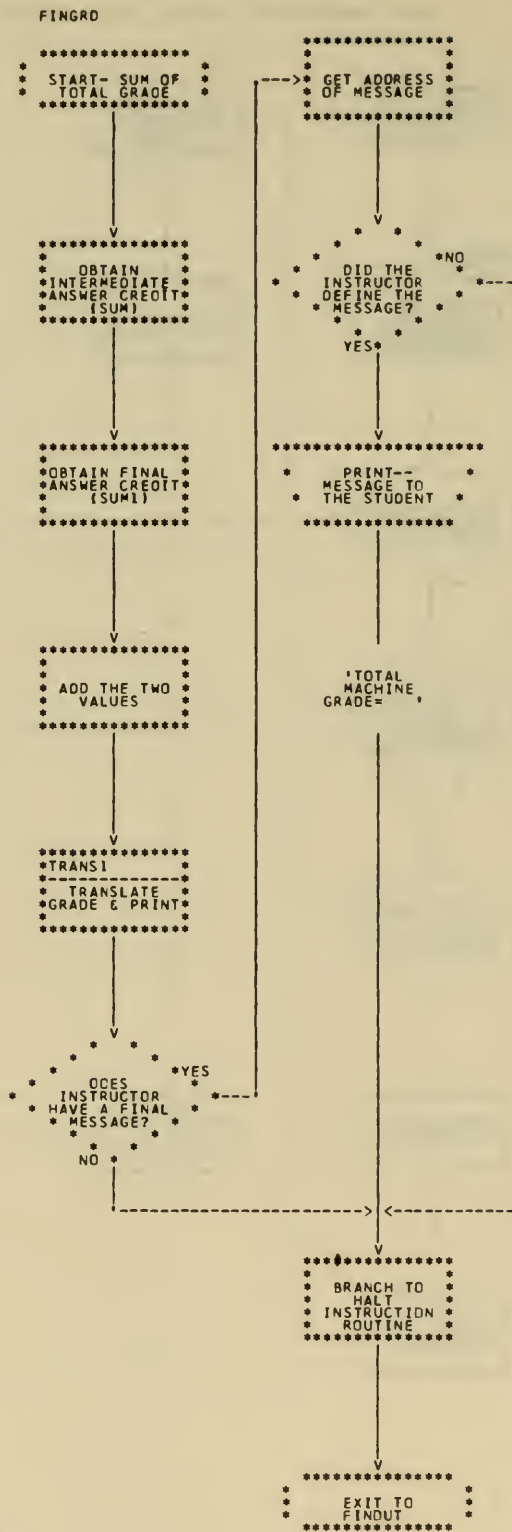 FINGRD
START- SUM OF
TOTAL GRADE
OBTAIN
INTERMEDIATE
ANSWER CREDIT
(SUM)
OBTAIN FINAL
ANSWER CREDIT
(SUM1)
ADD THE TWO
VALUES
TRANS1
TRANSLATE
GRADE & PRINT
DOES
INSTRUCTOR
HAVE A FINAL
MESSAGE?
YES
NO
GET ADDRESS
OF MESSAGE
DID THE
INSTRUCTOR
DEFINE THE
MESSAGE?
NO
YES
PRINT--
MESSAGE TO
THE STUDENT
'TOTAL
MACHINE
GRADE= '
BRANCH TO
HALT
INSTRUCTION
ROUTINE
EXIT TO
FINDUT